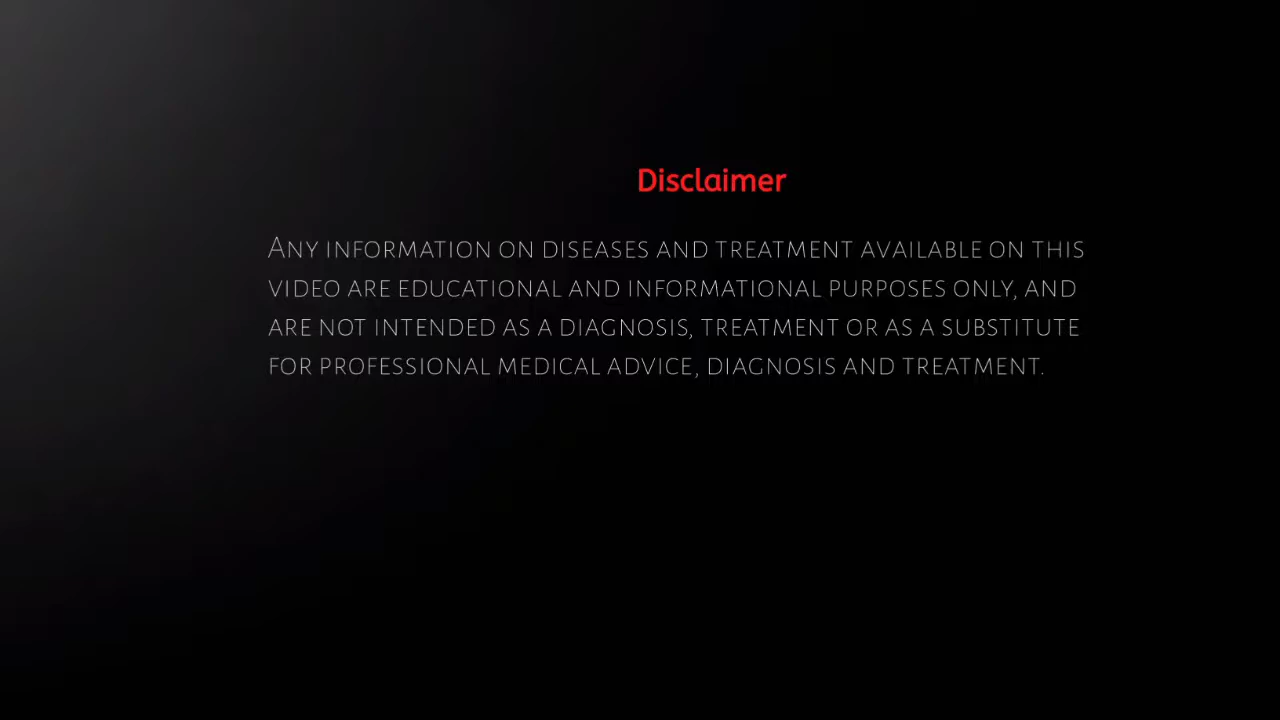 Disclaimer
Any information on diseases and treatment available on this
video are educational and informational purposes only, and
are not intended as a diagnosis, treatment or as a substitute
for professional medical advice, diagnosis and treatment.